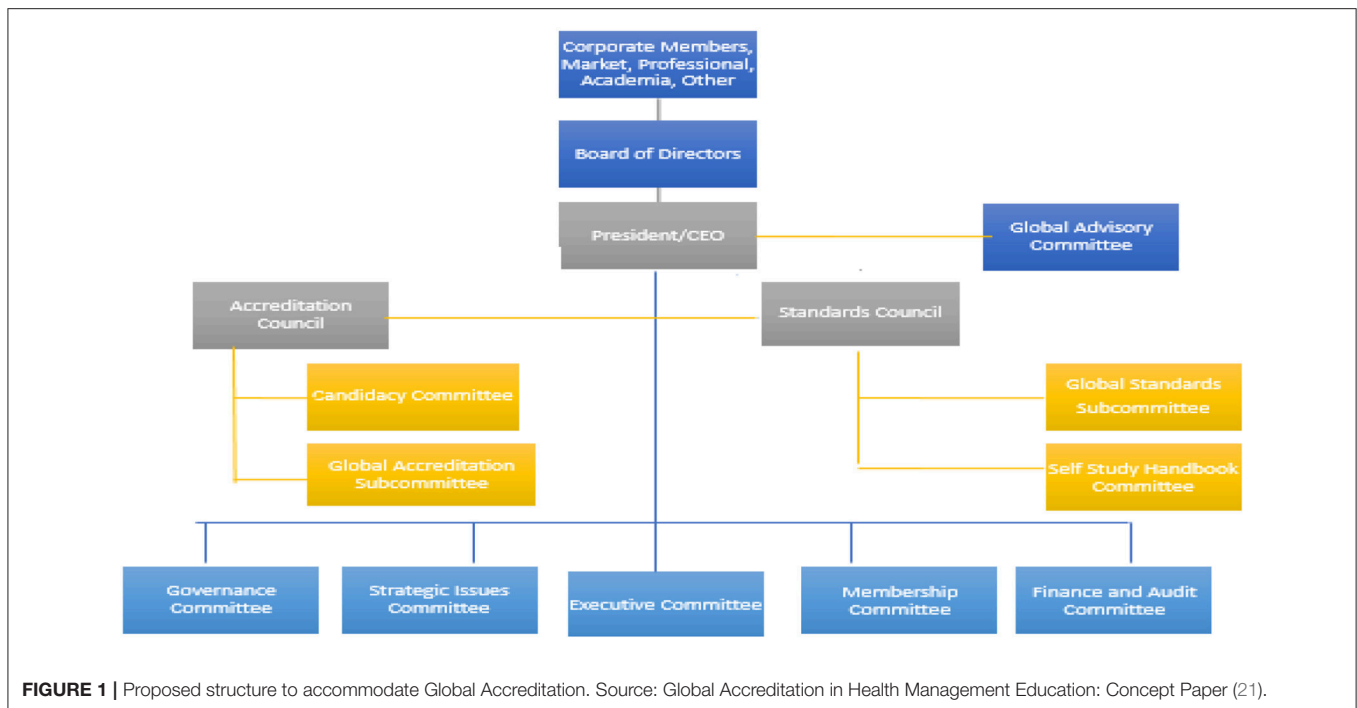 Corporate Members,
Market, Professional,
Academia, Other
Board of Directors
President/CEO
Global Advisory
Committee
Accreditation
Council
Standards Council
Candidacy Committee
Global Standards
Subcommittee
Global Accreditation
Subcommittee
Self Study Handbook
Committee
Governance
Committee
Strategic Issues
Committee
Executive Committee
Membership
Committee
Finance and Audit
Committee
FIGURE 1 | Proposed structure to accommodate Global Accreditation. Source: Global Accreditation in Health Management Education: Concept Paper (21).